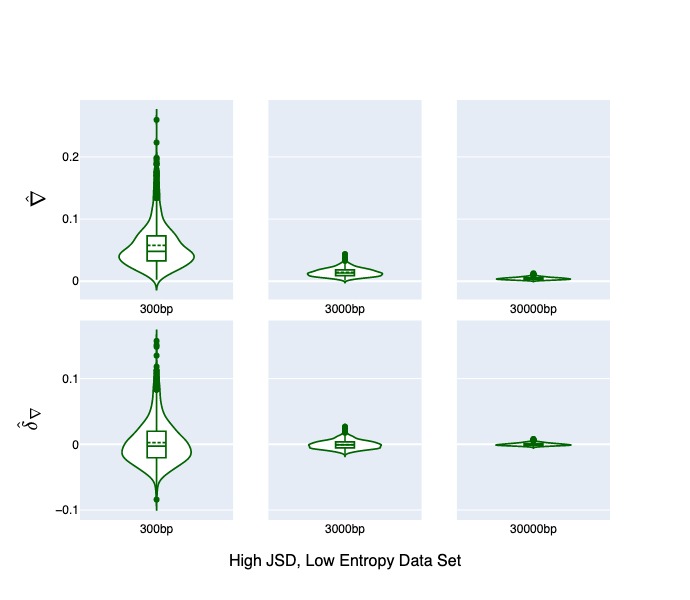 0.2
0.1
0
∇̂
300bp
3000bp
30000bp
0.1
0
−0.1
δ̂∇
300bp
3000bp
30000bp
High JSD, Low Entropy Data Set